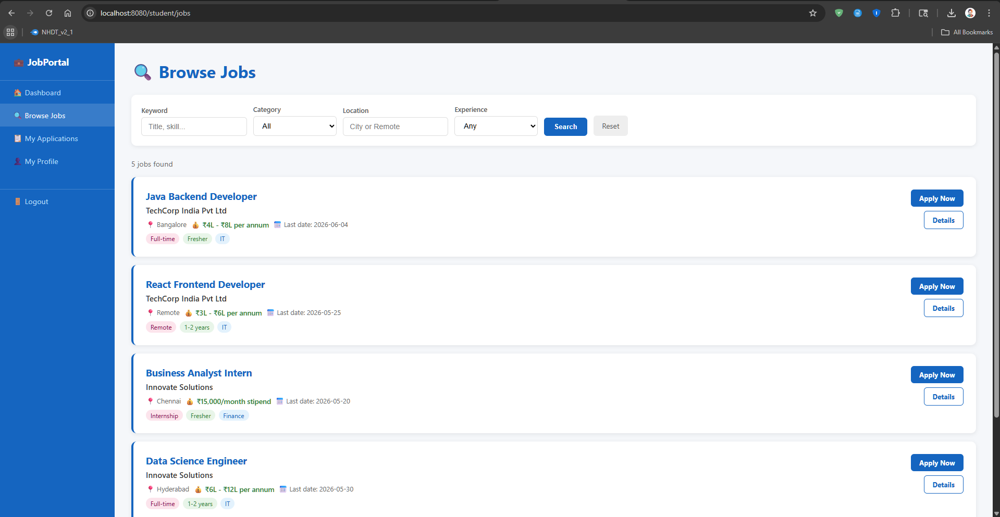 localhost:8080/student/jobs
NHDT_v2_1
All Bookmarks
JobPortal
Dashboard
Browse Jobs
My Applications
My Profile
Logout
Browse Jobs
Keyword
Category
Location
Experience
Title, skill...
All
City or Remote
Any
Search
Reset
5 jobs found
Java Backend Developer
TechCorp India Pvt Ltd
Bangalore ₹4L - ₹8L per annum Last date: 2026-06-04
Full-time Fresher IT
Apply Now
Details
React Frontend Developer
TechCorp India Pvt Ltd
Remote ₹3L - ₹6L per annum Last date: 2026-05-25
Remote 1-2 years IT
Apply Now
Details
Business Analyst Intern
Innovate Solutions
Chennai ₹15,000/month stipend Last date: 2026-05-20
Internship Fresher Finance
Apply Now
Details
Data Science Engineer
Innovate Solutions
Hyderabad ₹6L - ₹12L per annum Last date: 2026-05-30
Full-time 1-2 years IT
Apply Now
Details